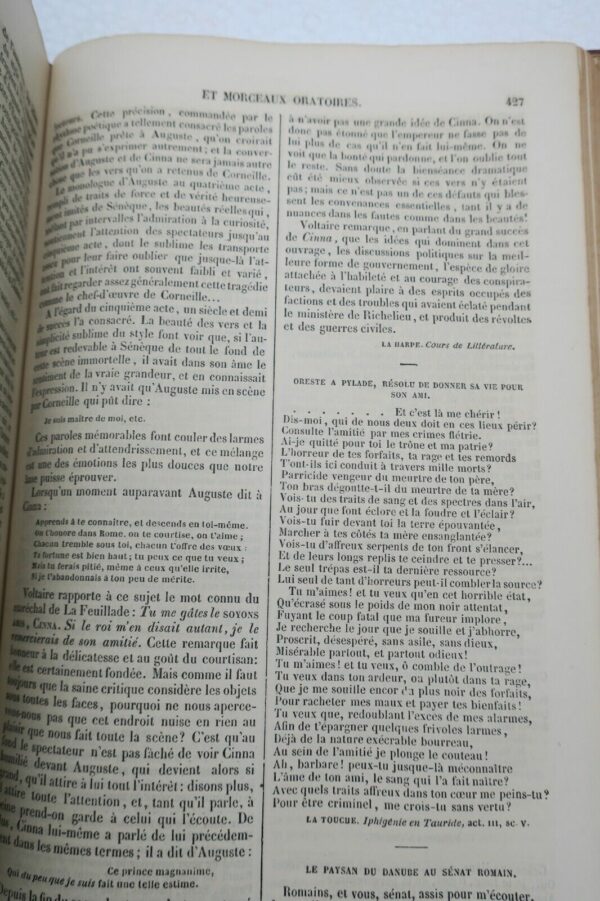 ET MORCEAUX ORATOIRES. 427
lecteurs. Cette précision, commandée par le
rhythme poétique a tellement consacré les paroles
que Corneille prête à Auguste, qu'on croirait
qu'il n'a pu s'exprimer autrement; et la conver-
sation d'Auguste et de Cinna ne sera jamais autre
chose que les vers qu'on a retenus de Corneille.
Le monologue d'Auguste au quatrième acte,
rempli de traits de force et de vérité heureuse-
ment imités de Sénèque, les beautés réelles qui,
mêlant par intervalles l'admiration à la curiosité,
soutiennent l'attention des spectateurs jusqu'au
cinquième acte, dont le sublime les transporte
assez pour leur faire oublier que jusque-là l'at-
tention et l'intérêt ont souvent faibli et varié,
ont fait regarder assez généralement cette tragédie
comme le chef-d'œuvre de Corneille...
A l'égard du cinquième acte, un siècle et demi
de succès l'a consacré. La beauté des vers et la
simplicité sublime du style font voir que, si l'au-
teur est redevable à Sénèque de tout le fond de
cette scène immortelle, il avait dans son âme le
sentiment de la vraie grandeur, et en connaissait
l'expression. Il n'y avait qu'Auguste mis en scène
par Corneille qui pût dire :
Je suis maître de moi, etc.
Ces paroles mémorables font couler des larmes
d'admiration et d'attendrissement, et ce mélange
est une des émotions les plus douces que notre
âme puisse éprouver.
Lorsqu'un moment auparavant Auguste dit à
Cinna :
Apprends à te connaître, et descends en toi-même.
On t'honore dans Rome, on te courtise, on t'aime;
Chacun tremble sous toi, chacun t'offre des vœux :
Ta fortune est bien haut; tu peux ce que tu veux;
Mais tu ferais pitié, même à ceux qu'elle irrite,
Si je t'abandonnais à ton peu de mérite.
Voltaire rapporte à ce sujet le mot connu du
maréchal de La Feuillade : Tu me gâtes le SOYONS
AMIS, CINNA. Si le roi m'en disait autant, je le
remercierais de son amitié. Cette remarque fait
honneur à la délicatesse et au goût du courtisan:
elle est certainement fondée. Mais comme il faut
toujours que la saine critique considère les objets
sous toutes les faces, pourquoi ne nous aperce-
vons-nous pas que cet endroit nuise en rien au
plaisir que nous fait toute la scène? C'est qu'au
fond le spectateur n'est pas fâché de voir Cinna
humilié devant Auguste, qui devient alors si
grand, qu'il attire à lui tout l'intérêt: disons plus,
attire toute l'attention, et, tant qu'il parle, à
peine prend-on garde à celui qui l'écoute. De
plus, Cinna lui-même a parlé de lui précédem-
ment dans les mêmes termes; il a dit d'Auguste :
Ce prince magnanime,
Qui du peu que je suis fait une telle estime.
Depuis la fin du second
à n'avoir pas une grande idée de Cinna. On n'est
donc pas étonné que l'empereur ne fasse pas de
lui plus de cas qu'il n'en fait lui-même. On ne
voit que la bonté qui pardonne, et l'on oublie tout
le reste. Sans doute la bienséance dramatique
eût été mieux observée si ces vers n'y étaient
pas; mais ce n'est pas un de ces défauts qui bles-
sent les convenances essentielles, tant il y a de
nuances dans les fautes comme dans les beautés!
Voltaire remarque, en parlant du grand succès
de Cinna, que les idées qui dominent dans cet
ouvrage, les discussions politiques sur la meil-
leure forme de gouvernement, l'espèce de gloire
attachée à l'habileté et au courage des conspira-
teurs, devaient plaire à des esprits occupés des
factions et des troubles qui avaient éclaté pendant
le ministère de Richelieu, et produit des révoltes
et des guerres civiles.
LA HARPE. Cours de Littérature.
ORESTE A PYLADE, RÉSOLU DE DONNER SA VIE POUR
SON AMI.
. . . . . . . Et c'est là me chérir!
Dis-moi, qui de nous deux doit en ces lieux périr?
Consulte l'amitié par mes crimes flétrie.
Ai-je quitté pour toi le trône et ma patrie?
L'horreur de tes forfaits, ta rage et tes remords
T'ont-ils ici conduit à travers mille morts?
Parricide vengeur du meurtre de ton père,
Ton bras dégoutte-t-il du meurtre de ta mère?
Vois-tu des traits de sang et des spectres dans l'air,
Au jour que font éclore et la foudre et l'éclair?
Vois-tu fuir devant toi la terre épouvantée,
Marcher à tes côtés ta mère ensanglantée?
Vois-tu d'affreux serpents de ton front s'élancer,
Et de leurs longs replis te ceindre et te presser?...
Le seul trépas est-il ta dernière ressource?
Lui seul de tant d'horreurs peut-il combler la source?
Tu m'aimes! et tu veux qu'en cet horrible état,
Qu'écrasé sous le poids de mon noir attentat,
Fuyant le coup fatal que ma fureur implore,
Je recherche le jour que je souille et j'abhorre,
Proscrit, désespéré, sans asile, sans dieux,
Misérable partout, et partout odieux!
Tu m'aimes! et tu veux, ô comble de l'outrage!
Tu veux dans ton ardeur, ou plutôt dans ta rage,
Que je me souille encor du plus noir des forfaits,
Pour racheter mes maux et payer tes bienfaits!
Tu veux que, redoublant l'excès de mes alarmes,
Afin de t'épargner quelques frivoles larmes,
Déjà de la nature exécrable bourreau,
Au sein de l'amitié je plonge le couteau!
Ah, barbare! peux-tu jusque-là méconnaître
L'âme de ton ami, le sang qui l'a fait naître?
Avec quels traits affreux dans ton cœur me peins-tu?
Pour être criminel, me crois-tu sans vertu?
LA TOUCHE. Iphigénie en Tauride, act. III, sc. V.
LE PAYSAN DU DANUBE AU SÉNAT ROMAIN.
Romains, et vous, sénat, assis pour m'écouter,